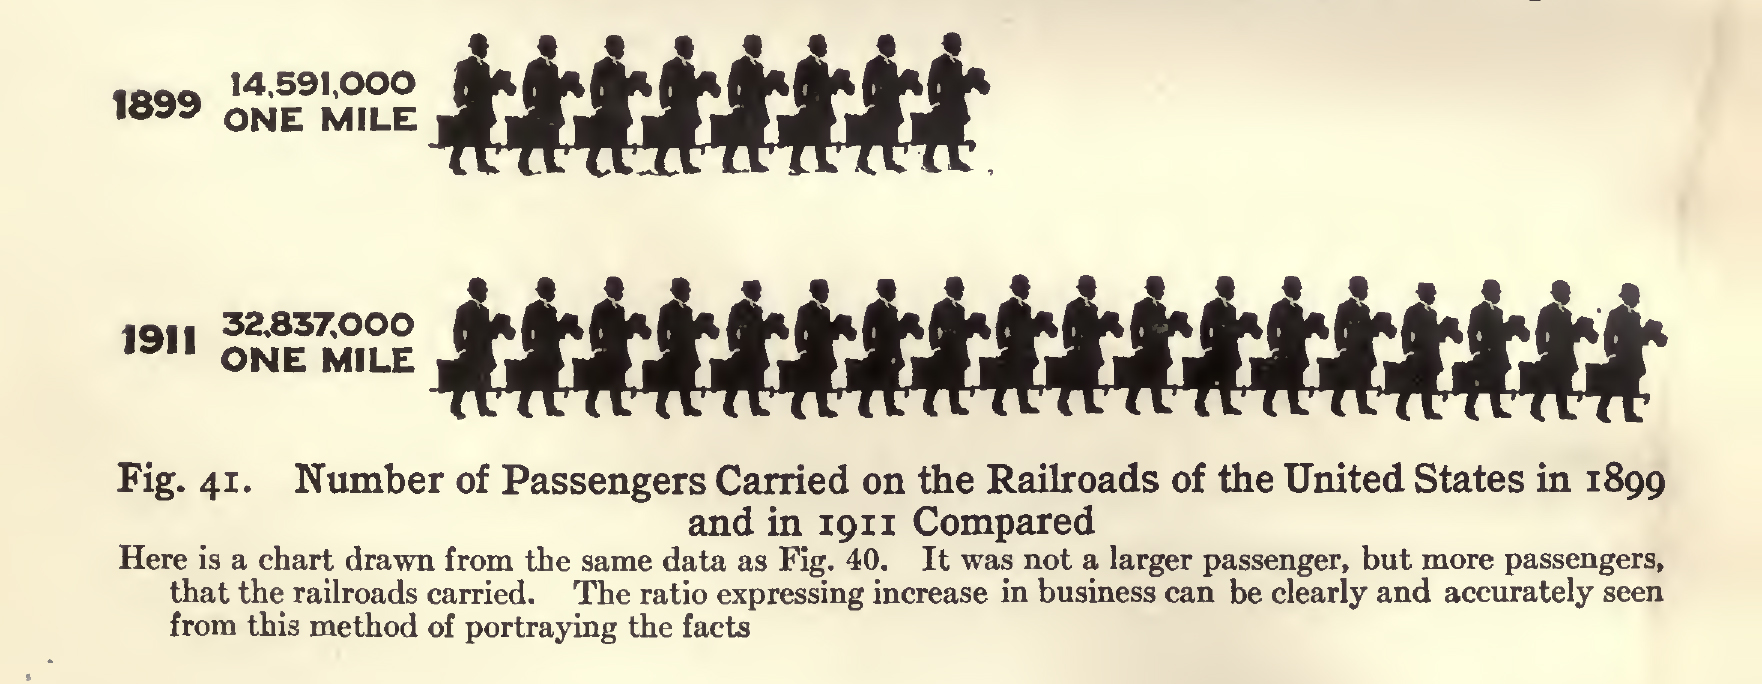 1899
14,591,000
ONE MILE
1911
32,837,000
ONE MILE
Fig. 41. Number of Passengers Carried on the Railroads of the United States in 1899
and in 1911 Compared
Here is a chart drawn from the same data as Fig. 40. It was not a larger passenger, but more passengers,
that the railroads carried. The ratio expressing increase in business can be clearly and accurately seen
from this method of portraying the facts